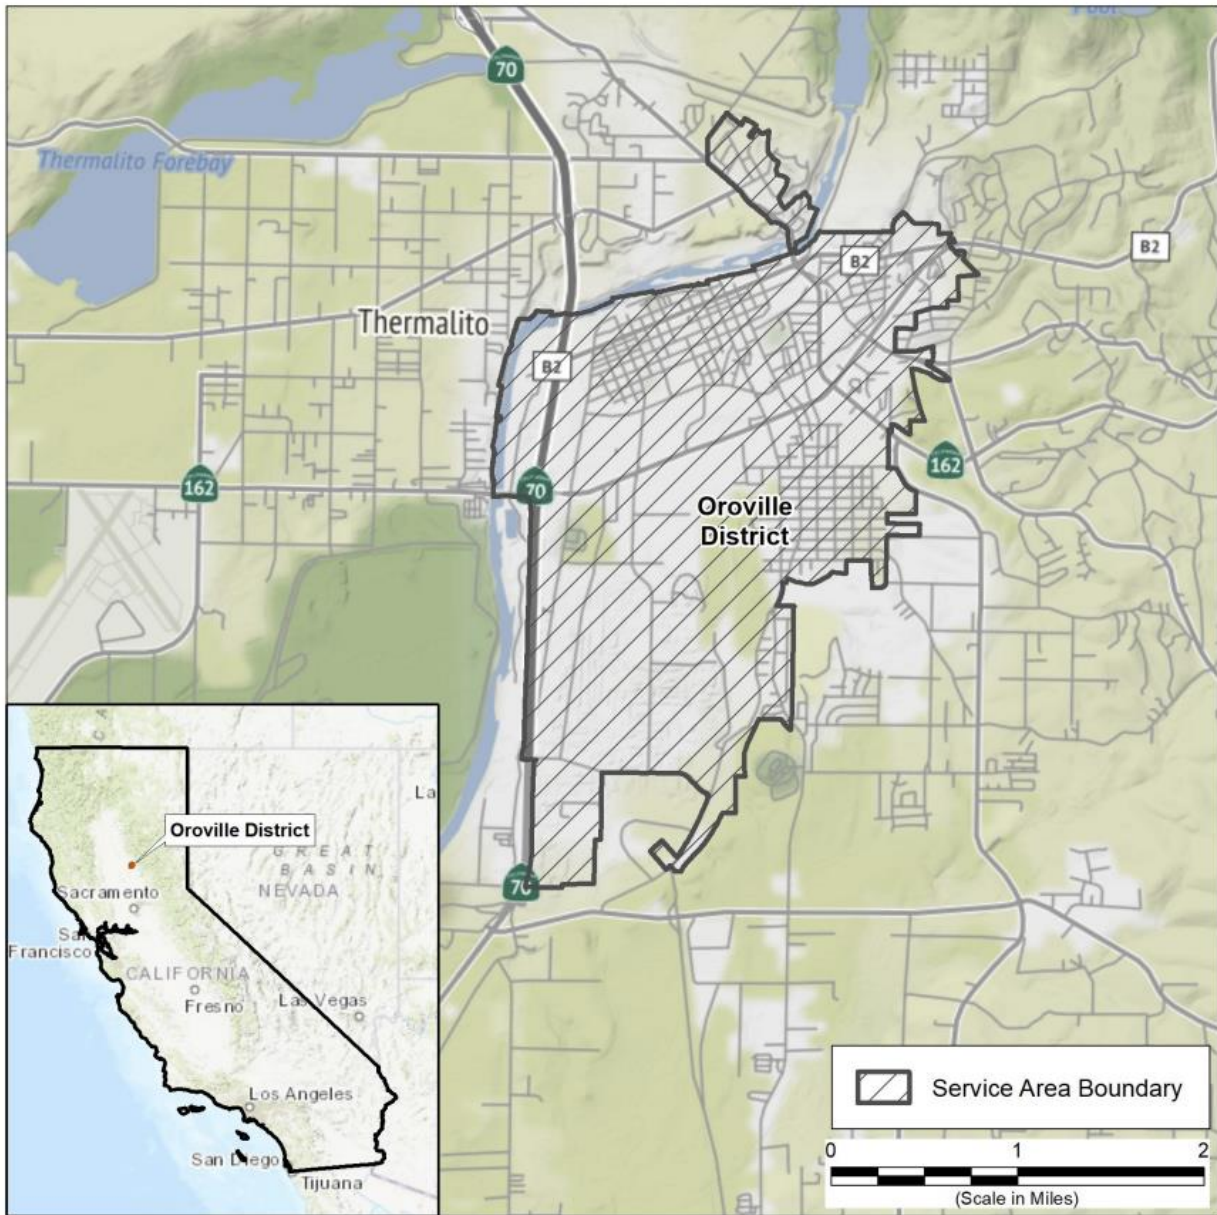 Pool
70
Thermalito Forebay
B2
B2
Thermalito
B2
162
70
162
Oroville
District
70
La
Oroville District
GREAT
BASIN
NEVADA
Sacramento
San
Francisco
CALIFORNIA
Fresno
Las Vegas
Los Angeles
San Diego
Tijuana
Service Area Boundary
0 1 2
(Scale in Miles)